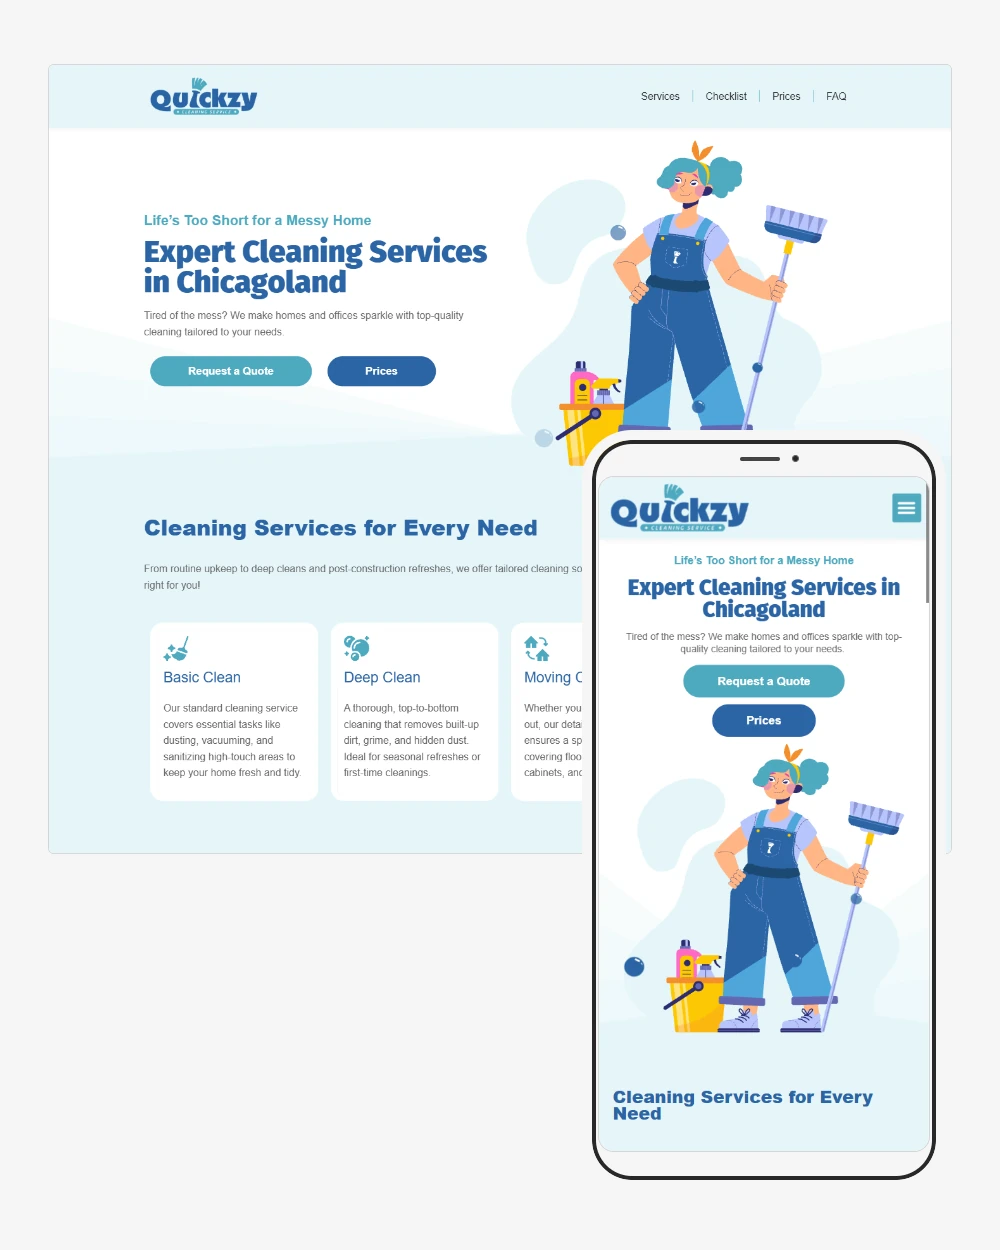 Quickzy
CLEANING SERVICE
Services
Checklist
Prices
FAQ
Life's Too Short for a Messy Home
Expert Cleaning Services
in Chicagoland
Tired of the mess? We make homes and offices sparkle with top-quality
cleaning tailored to your needs.
Request a Quote
Prices
Cleaning Services for Every Need
From routine upkeep to deep cleans and post-construction refreshes, we offer tailored cleaning so
right for you!
Basic Clean
Our standard cleaning service
covers essential tasks like
dusting, vacuuming, and
sanitizing high-touch areas to
keep your home fresh and tidy.
Deep Clean
A thorough, top-to-bottom
cleaning that removes built-up
dirt, grime, and hidden dust.
Ideal for seasonal refreshes or
first-time cleanings.
Moving C
Whether you
out, our deta
ensures a sp
covering floo
cabinets, and
Quickzy
CLEANING SERVICE
Life's Too Short for a Messy Home
Expert Cleaning Services in
Chicagoland
Tired of the mess? We make homes and offices sparkle with top-
quality cleaning tailored to your needs.
Request a Quote
Prices
Cleaning Services for Every
Need